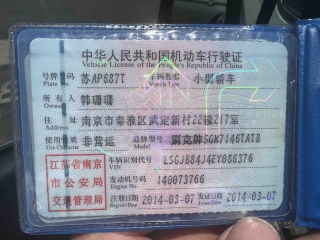 中华人民共和国机动车行驶证
Vehicle License of the People's Republic of China
号牌号码 苏AP687T 车辆类型 小型轿车
Plate No. Vehicle Type
所有人 韩珊珊
Owner
住址 南京市秦淮区武定新村22幢217室
Address
使用性质 非营运 品牌型号 别克牌SGM7146TATB
Use Character Model
江苏省南京市公安局交通管理局
车辆识别代号 LSGJB84J4EY086376
VIN
发动机号码 140073766
Engine No.
注册日期 2014-03-07 发证日期 2014-03-07
Register Date Issue Date